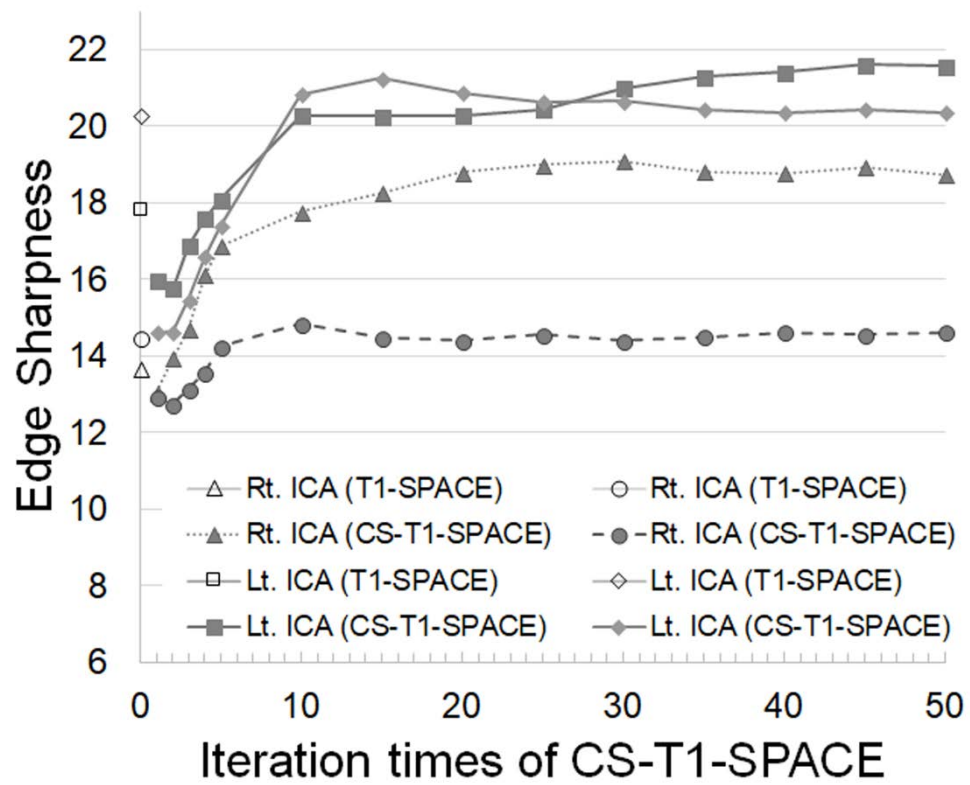 Edge Sharpness
22
20
18
16
14
12
10
8
6
Rt. ICA (T1-SPACE)
Rt. ICA (T1-SPACE)
Rt. ICA (CS-T1-SPACE)
Rt. ICA (CS-T1-SPACE)
Lt. ICA (T1-SPACE)
Lt. ICA (T1-SPACE)
Lt. ICA (CS-T1-SPACE)
Lt. ICA (CS-T1-SPACE)
0 10 20 30 40 50
Iteration times of CS-T1-SPACE